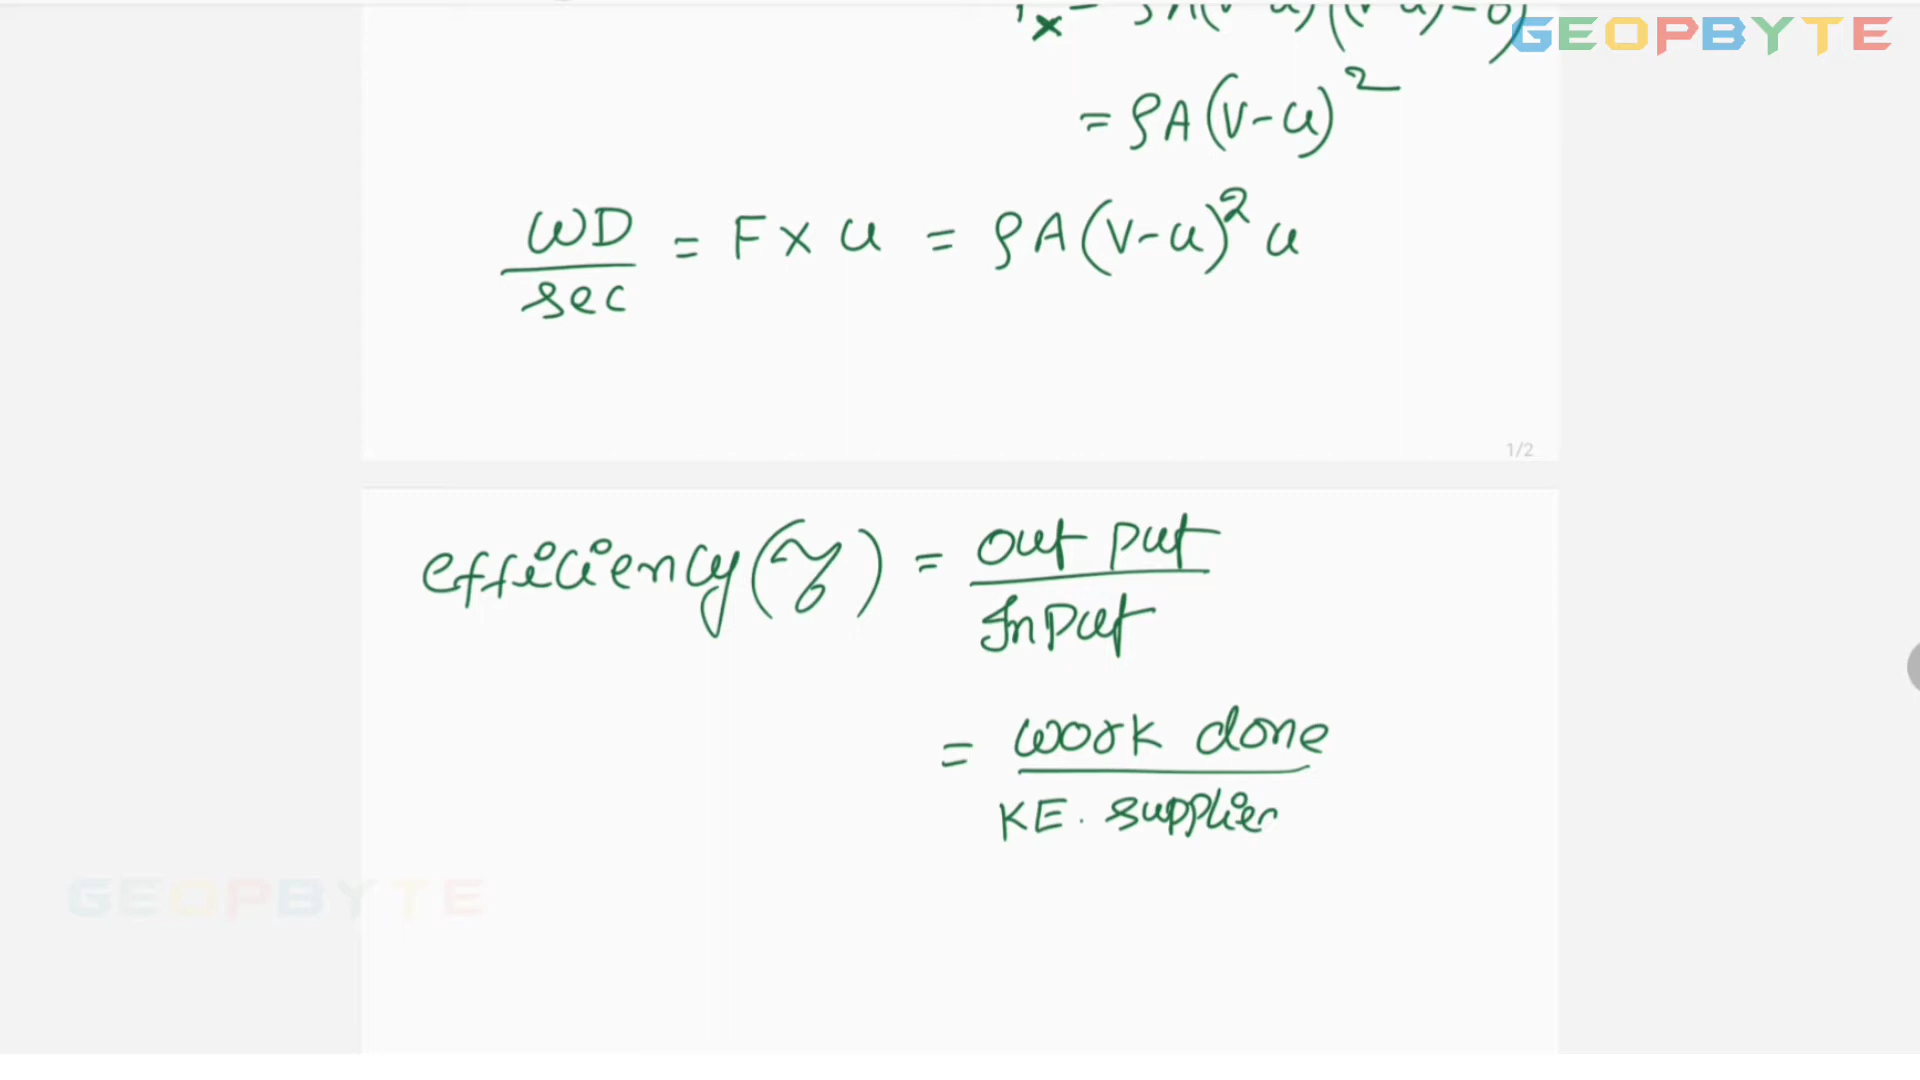 GEOPBYTE
= ρA(V-u)²
WD/sec = F × u = ρA(V-u)² u
1/2
efficiency(η) = out put / Input
= work done / KE. supplier
GEOPBYTE